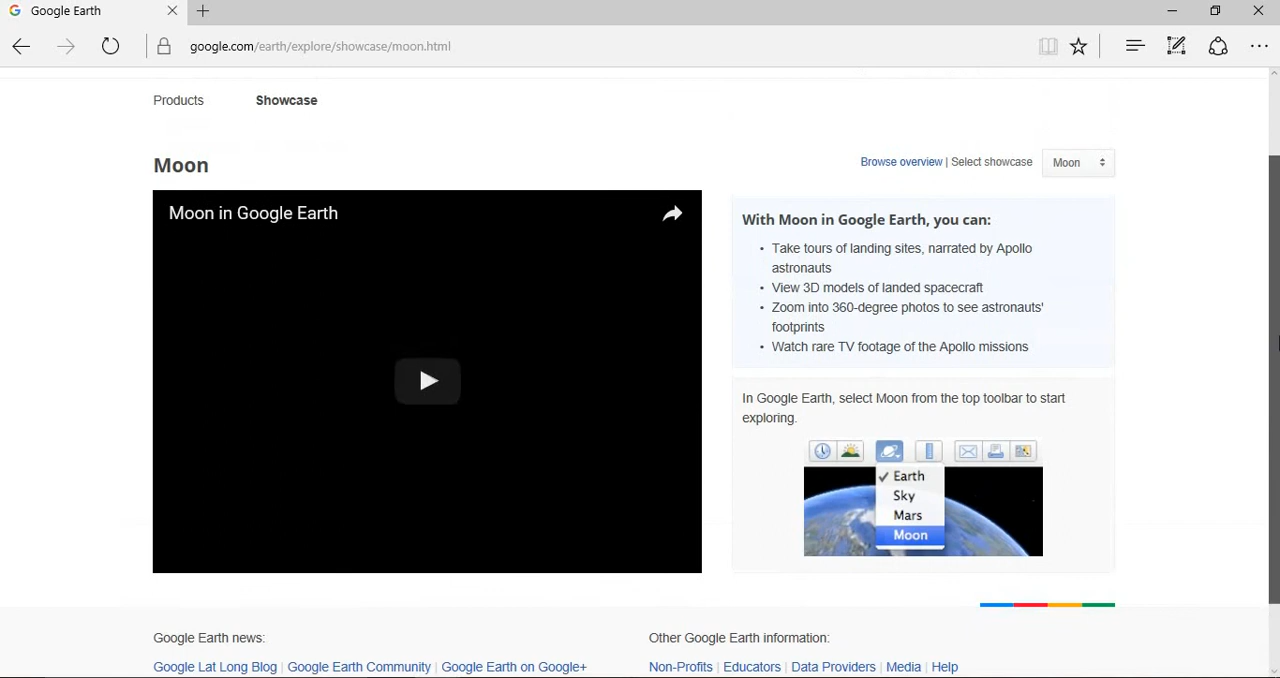 Google Earth
google.com/earth/explore/showcase/moon.html
Products Showcase
Moon
Browse overview | Select showcase Moon
Moon in Google Earth
With Moon in Google Earth, you can:
• Take tours of landing sites, narrated by Apollo
astronauts
• View 3D models of landed spacecraft
• Zoom into 360-degree photos to see astronauts'
footprints
• Watch rare TV footage of the Apollo missions
In Google Earth, select Moon from the top toolbar to start
exploring.
✓ Earth
Sky
Mars
Moon
Google Earth news:
Google Lat Long Blog | Google Earth Community | Google Earth on Google+
Other Google Earth information:
Non-Profits | Educators | Data Providers | Media | Help